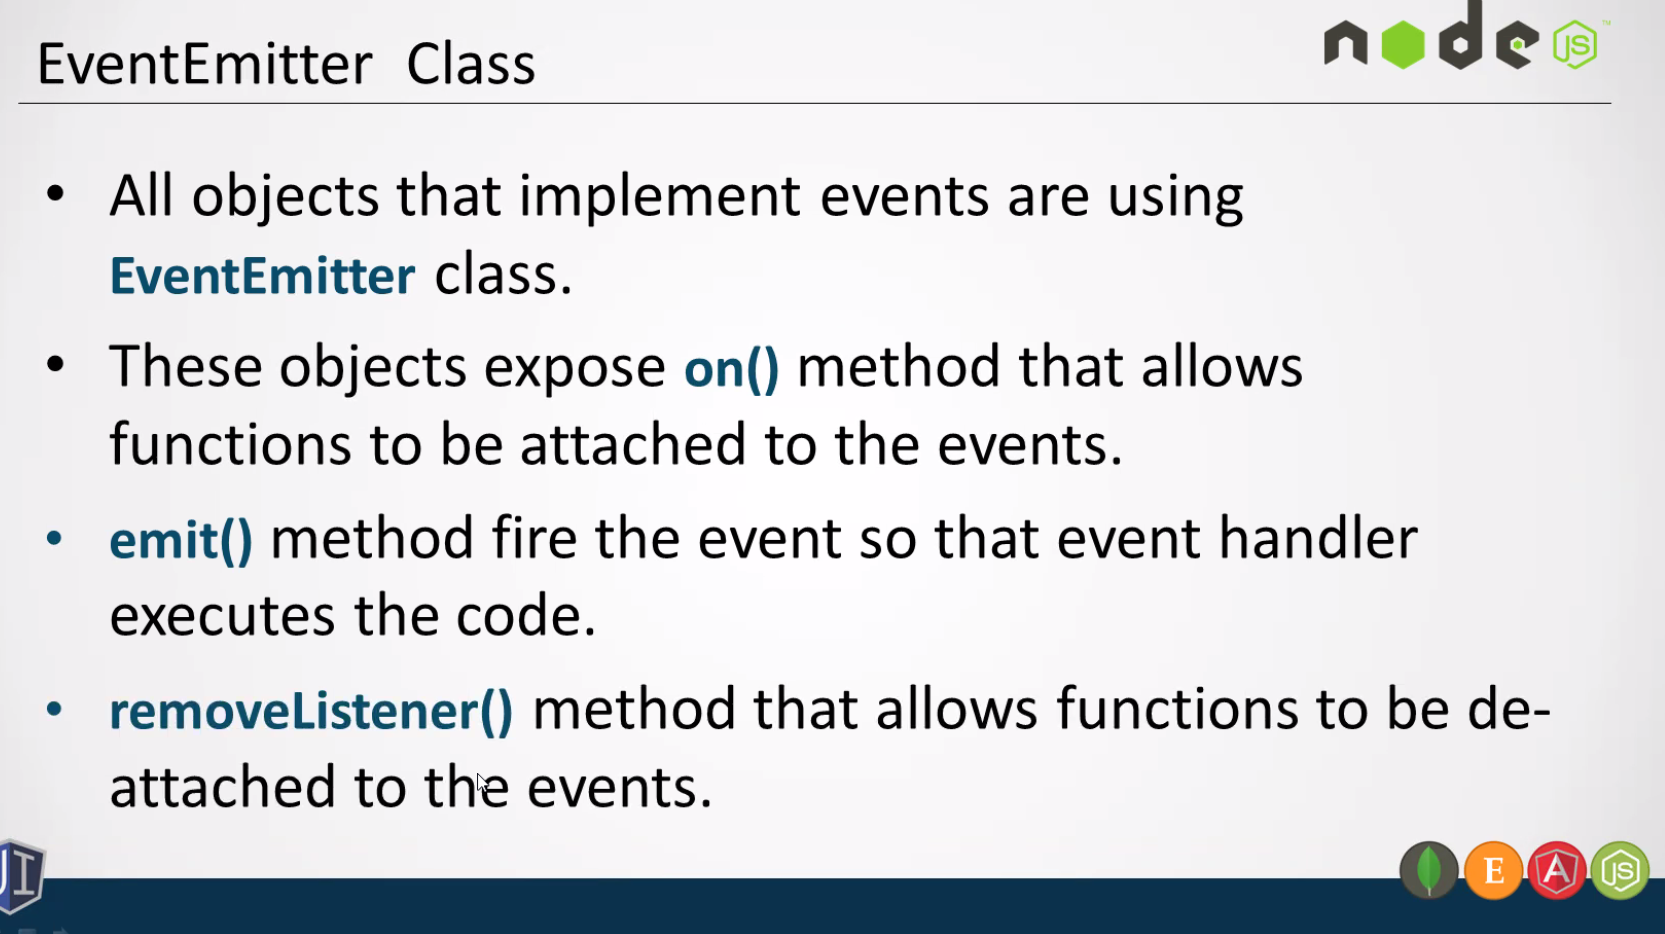 EventEmitter Class
node JS ™
• All objects that implement events are using
EventEmitter class.
• These objects expose on() method that allows
functions to be attached to the events.
• emit() method fire the event so that event handler
executes the code.
• removeListener() method that allows functions to be de-
attached to the events.
E A JS